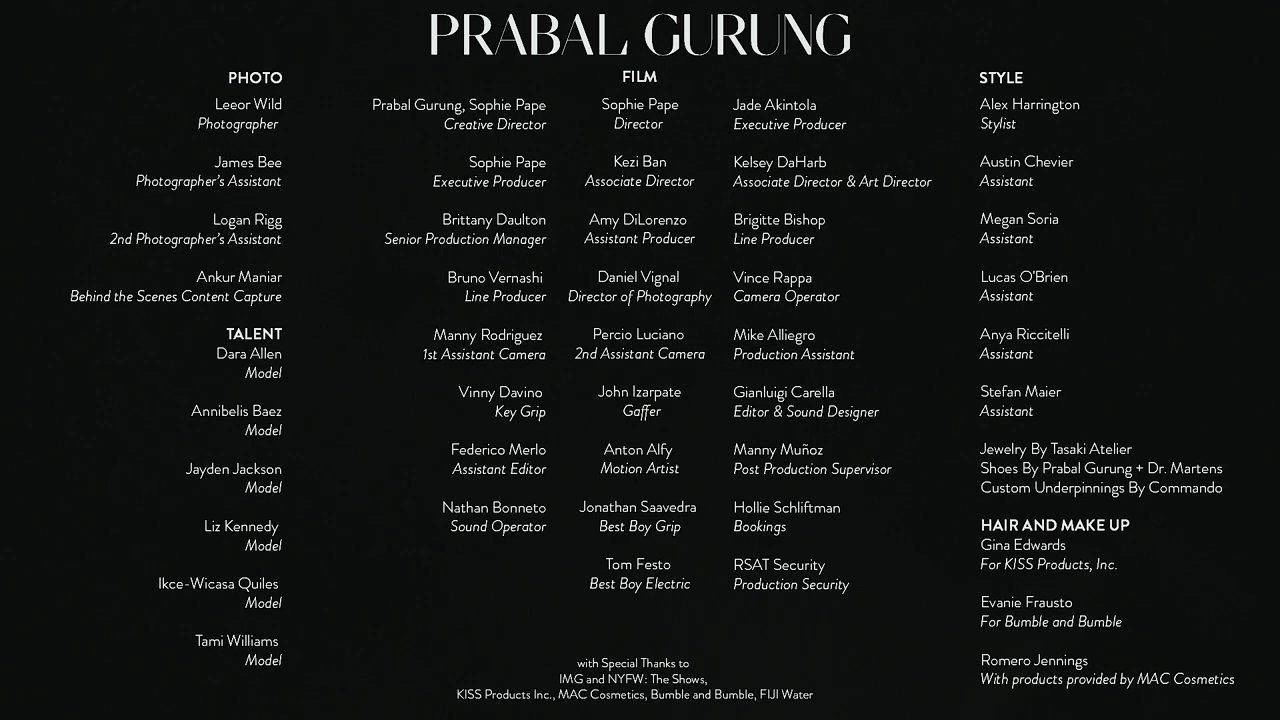 PRABAL GURUNG
PHOTO
Leeor Wild
Photographer
James Bee
Photographer's Assistant
Logan Rigg
2nd Photographer's Assistant
Ankur Maniar
Behind the Scenes Content Capture
TALENT
Dara Allen
Model
Annibelis Baez
Model
Jayden Jackson
Model
Liz Kennedy
Model
Ikce-Wicasa Quiles
Model
Tami Williams
Model
FILM
Prabal Gurung, Sophie Pape
Creative Director
Sophie Pape
Executive Producer
Brittany Daulton
Senior Production Manager
Bruno Vernashi
Line Producer
Manny Rodriguez
1st Assistant Camera
Vinny Davino
Key Grip
Federico Merlo
Assistant Editor
Nathan Bonneto
Sound Operator
Sophie Pape
Director
Kezi Ban
Associate Director
Amy DiLorenzo
Assistant Producer
Daniel Vignal
Director of Photography
Percio Luciano
2nd Assistant Camera
John Izarpate
Gaffer
Anton Alfy
Motion Artist
Jonathan Saavedra
Best Boy Grip
Tom Festo
Best Boy Electric
Jade Akintola
Executive Producer
Kelsey DaHarb
Associate Director & Art Director
Brigitte Bishop
Line Producer
Vince Rappa
Camera Operator
Mike Alliegro
Production Assistant
Gianluigi Carella
Editor & Sound Designer
Manny Muñoz
Post Production Supervisor
Hollie Schliftman
Bookings
RSAT Security
Production Security
with Special Thanks to
IMG and NYFW: The Shows,
KISS Products Inc., MAC Cosmetics, Bumble and Bumble, FIJI Water
STYLE
Alex Harrington
Stylist
Austin Chevier
Assistant
Megan Soria
Assistant
Lucas O'Brien
Assistant
Anya Riccitelli
Assistant
Stefan Maier
Assistant
Jewelry By Tasaki Atelier
Shoes By Prabal Gurung + Dr. Martens
Custom Underpinnings By Commando
HAIR AND MAKE UP
Gina Edwards
For KISS Products, Inc.
Evanie Frausto
For Bumble and Bumble
Romero Jennings
With products provided by MAC Cosmetics